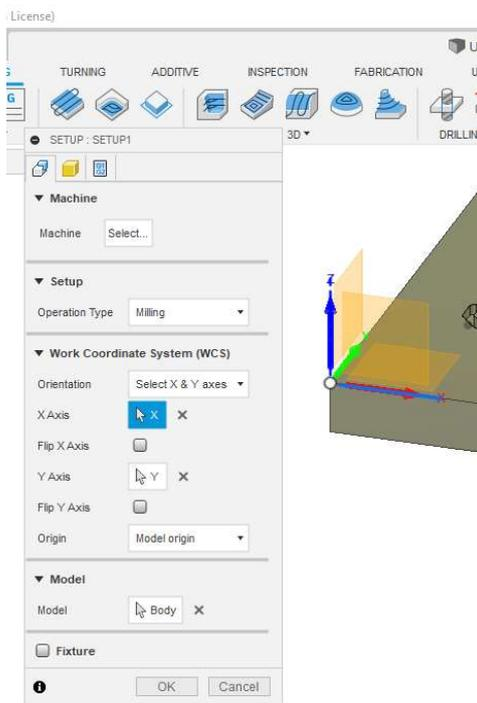 License)
U
G TURNING ADDITIVE INSPECTION FABRICATION U
G
3D DRILLIN
SETUP : SETUP1
Machine
Machine Select...
Setup
Operation Type Milling
Work Coordinate System (WCS)
Orientation Select X & Y axes
X Axis X
Flip X Axis
Y Axis Y
Flip Y Axis
Origin Model origin
Model
Model Body
Fixture
OK Cancel
Z
X